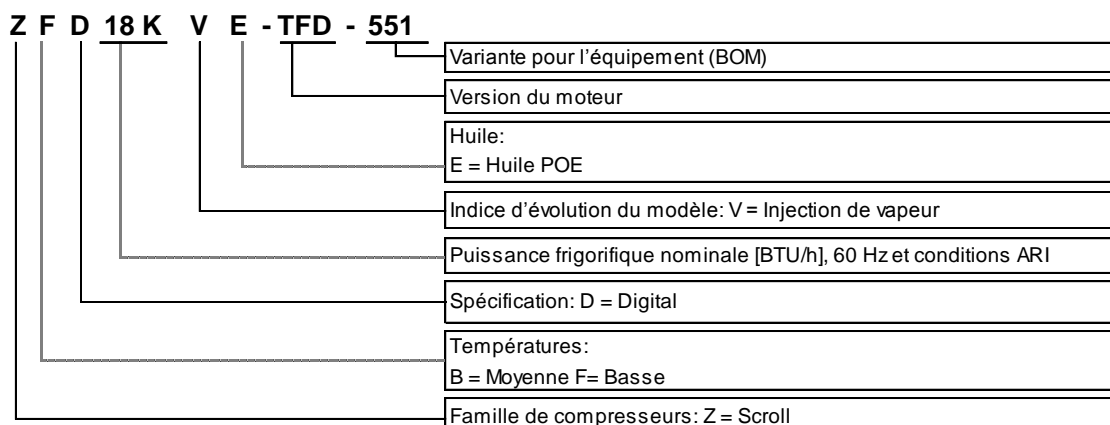 Z F D 18 K V E - TFD - 551
Variante pour l'équipement (BOM)
Version du moteur
Huile:
E = Huile POE
Indice d'évolution du modèle: V = Injection de vapeur
Puissance frigorifique nominale [BTU/h], 60 Hz et conditions ARI
Spécification: D = Digital
Températures:
B = Moyenne F= Basse
Famille de compresseurs: Z = Scroll